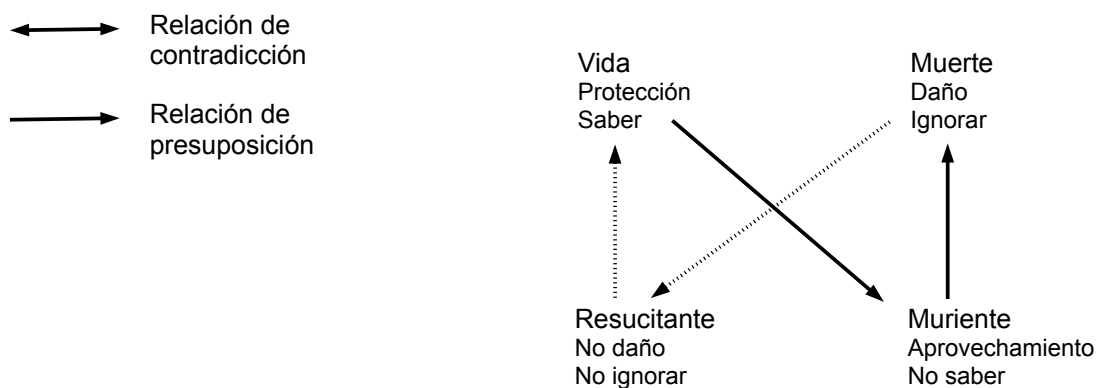 Relación de
contradicción
Relación de
presuposición
Vida
Protección
Saber
Muerte
Daño
Ignorar
Resucitante
No daño
No ignorar
Muriente
Aprovechamiento
No saber